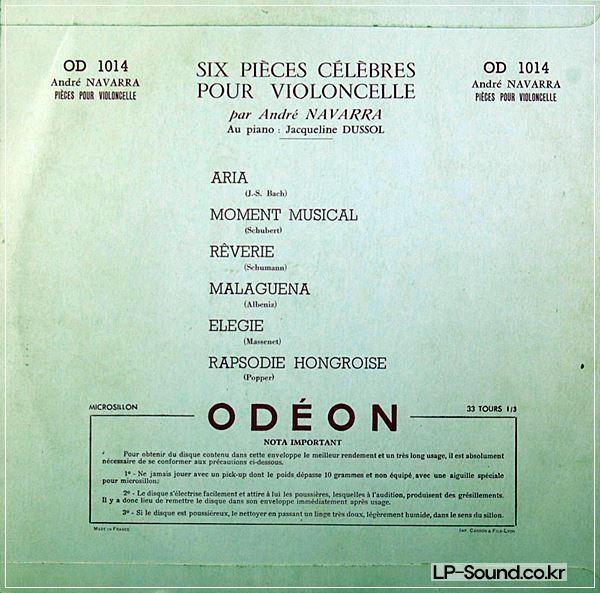 OD 1014
André NAVARRA
PIÈCES POUR VIOLONCELLE
SIX PIÈCES CÉLÈBRES
POUR VIOLONCELLE
par André NAVARRA
Au piano : Jacqueline DUSSOL
OD 1014
André NAVARRA
PIÈCES POUR VIOLONCELLE
ARIA
(J.-S. Bach)
MOMENT MUSICAL
(Schubert)
RÊVERIE
(Schumann)
MALAGUENA
(Albeniz)
ELEGIE
(Massenet)
RAPSODIE HONGROISE
(Popper)
MICROSILLON
ODÉON
33 TOURS 1/3
NOTA IMPORTANT
Pour obtenir du disque contenu dans cette enveloppe le meilleur rendement et un très long usage, il est absolument
nécessaire de se conformer aux précautions ci-dessous.
1° - Ne jamais jouer avec un pick-up dont le poids dépasse 10 grammes et non équipé, avec une aiguille spéciale
pour microsillon.
2° - Le disque s'électrise facilement et attire à lui les poussières, lesquelles à l'audition, produisent des grésillements.
Il y a donc lieu de remettre le disque dans son enveloppe immédiatement après usage.
3° - Si le disque est poussiéreux, le nettoyer en passant un linge très doux, légèrement humide, dans le sens du sillon.
MADE IN FRANCE
IMP. CARRON & FILS-LYON
LP-Sound.co.kr